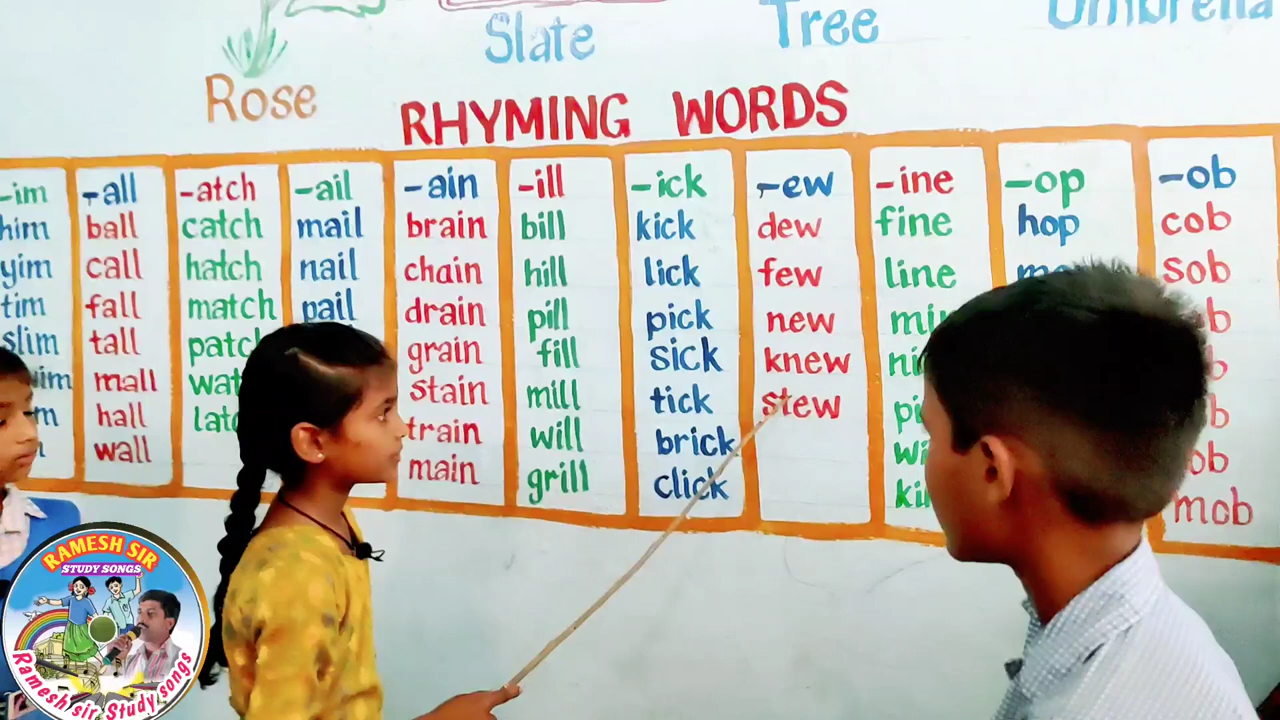 Slate
Tree
Umbrella
Rose
RHYMING WORDS
-im
him
yim
tim
slim
-all
ball
call
fall
tall
mall
hall
wall
-atch
catch
hatch
match
patch
-ail
mail
nail
pail
-ain
brain
chain
drain
grain
stain
train
main
-ill
bill
hill
pill
fill
mill
will
grill
-ick
kick
lick
pick
sick
tick
brick
click
-ew
dew
few
new
knew
stew
-ine
fine
line
-op
hop
-ob
cob
sob
mob
RAMESH SIR
STUDY SONGS
Ramesh sir Study songs